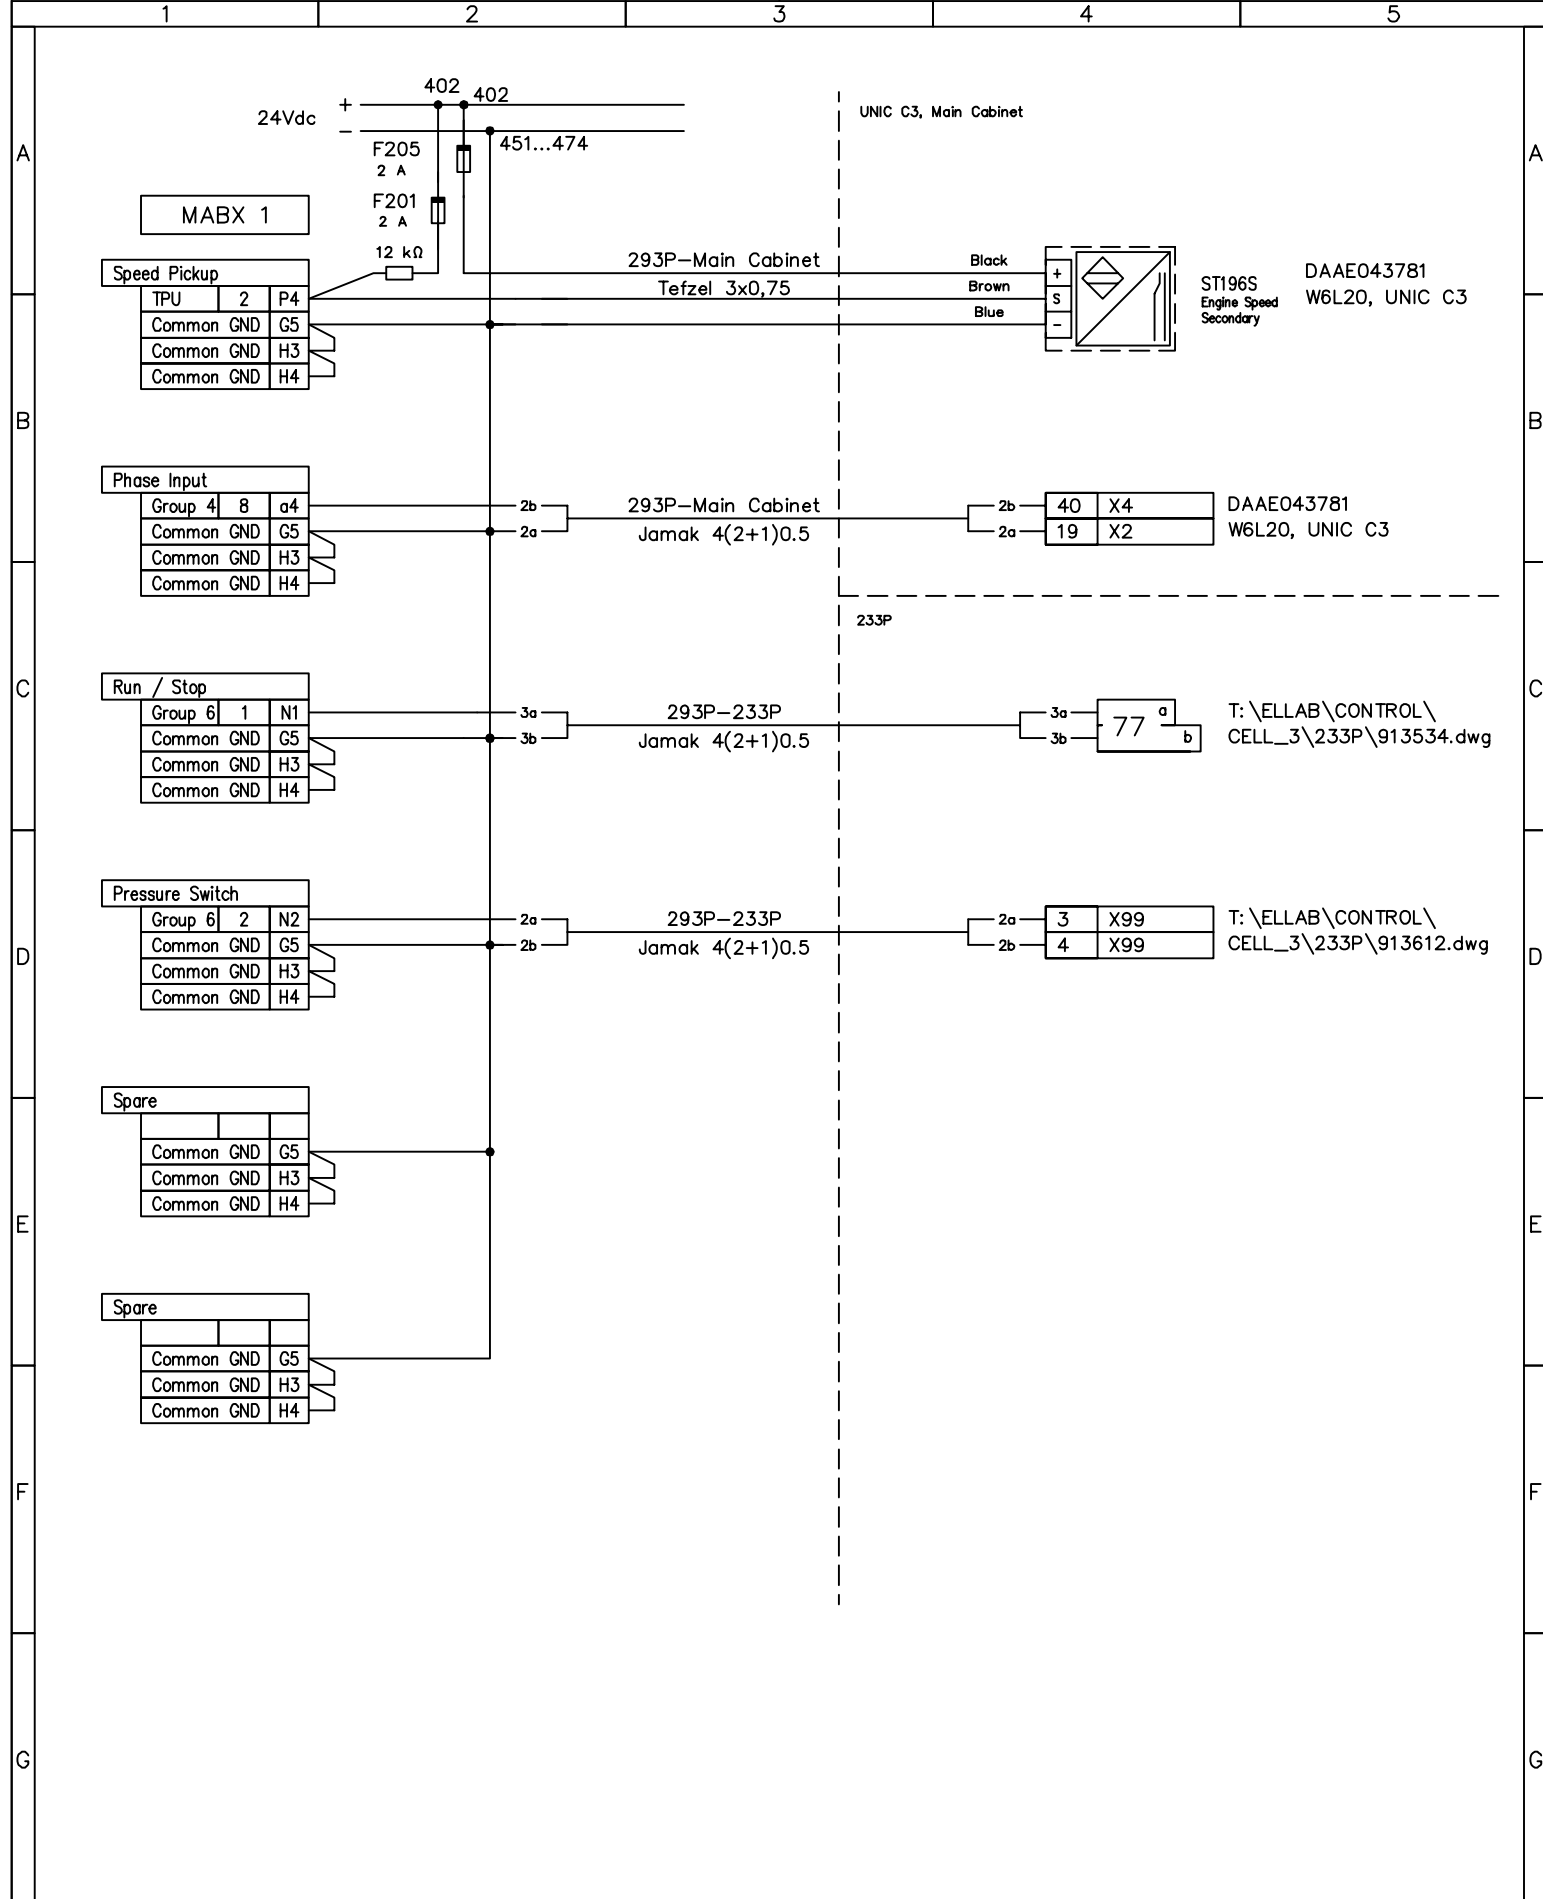 1 2 3 4 5
402
402
24Vdc + −
451...474
UNIC C3, Main Cabinet
A A
F205
2 A
F201
2 A
MABX 1
12 kΩ
Speed Pickup
TPU 2 P4
Common GND G5
Common GND H3
Common GND H4
293P−Main Cabinet
Tefzel 3x0,75
Black +
Brown S
Blue −
ST196S
Engine Speed
Secondary
DAAE043781
W6L20, UNIC C3
B B
Phase Input
Group 4 8 a4
Common GND G5
Common GND H3
Common GND H4
2b
2a
293P−Main Cabinet
Jamak 4(2+1)0.5
2b 40 X4
2a 19 X2
DAAE043781
W6L20, UNIC C3
233P
C C
Run / Stop
Group 6 1 N1
Common GND G5
Common GND H3
Common GND H4
3a
3b
293P−233P
Jamak 4(2+1)0.5
3a
3b
77 a
b
T:\ELLAB\CONTROL\
CELL_3\233P\913534.dwg
D D
Pressure Switch
Group 6 2 N2
Common GND G5
Common GND H3
Common GND H4
2a
2b
293P−233P
Jamak 4(2+1)0.5
2a 3 X99
2b 4 X99
T:\ELLAB\CONTROL\
CELL_3\233P\913612.dwg
Spare
Common GND G5
Common GND H3
Common GND H4
E E
Spare
Common GND G5
Common GND H3
Common GND H4
F F
G G